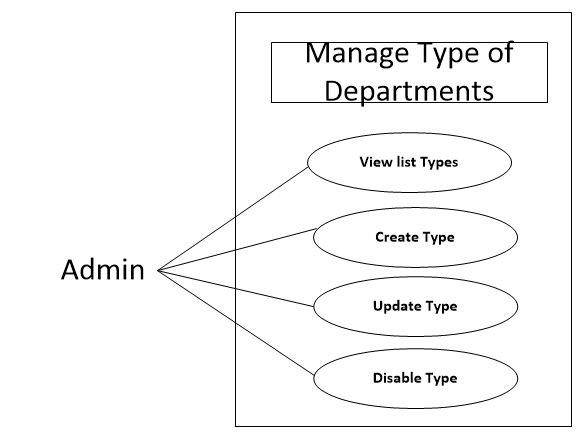 Manage Type of
Departments
View list Types
Create Type
Admin
Update Type
Disable Type